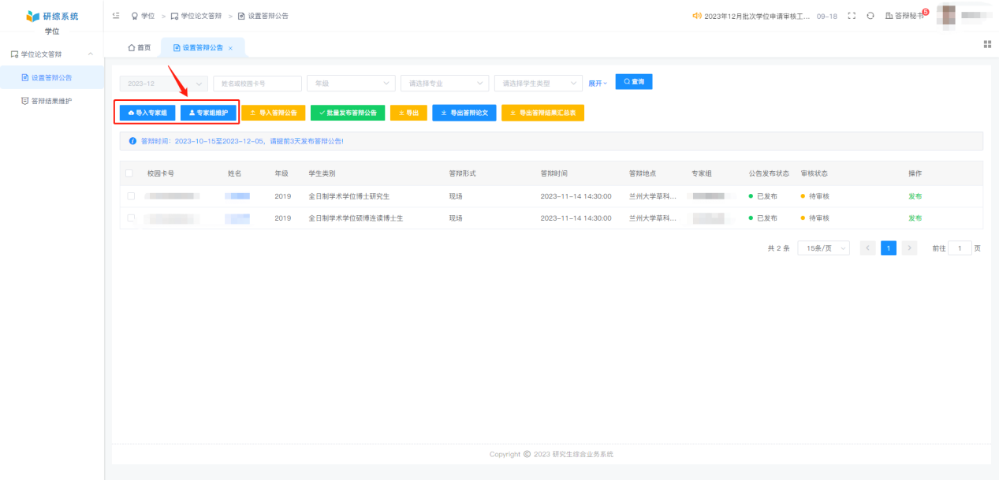 研综系统
学位
学位 > 学位论文答辩 > 设置答辩公告
2023年12月批次学位申请审核工... 09-18 答辩秘书 5
学位论文答辩
设置答辩公告
答辩结果维护
首页 设置答辩公告 ×
2023-12 姓名或校园卡号 年级 请选择专业 请选择学生类型 展开 查询
导入专家组 专家组维护 导入答辩公告 批量发布答辩公告 导出 导出答辩论文 导出答辩结果汇总表
答辩时间：2023-10-15至2023-12-05，请提前3天发布答辩公告!
校园卡号 姓名 年级 学生类别 答辩形式 答辩时间 答辩地点 专家组 公告发布状态 审核状态 操作
2019 全日制学术学位博士研究生 现场 2023-11-14 14:30:00 兰州大学草科... 已发布 待审核 发布
2019 全日制学术学位硕博连读博士生 现场 2023-11-14 14:30:00 兰州大学草科... 已发布 待审核 发布
共 2 条 15条/页 < 1 > 前往 1 页
Copyright © 2023 研究生综合业务系统